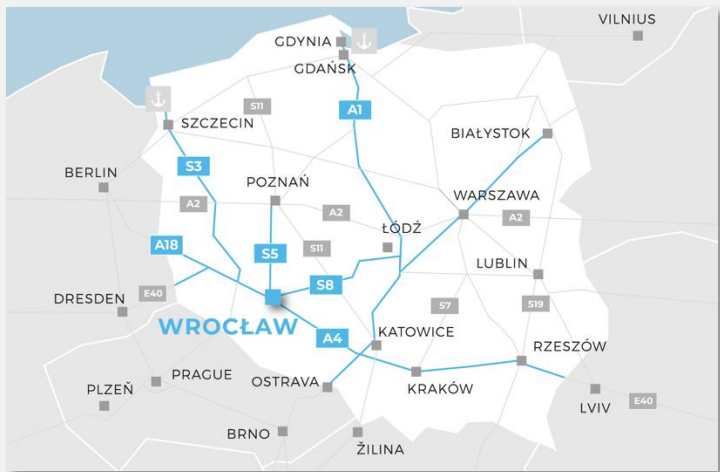 VILNIUS
GDYNIA
GDAŃSK
S11
A1
SZCZECIN
BIAŁYSTOK
S3
BERLIN
POZNAŃ
WARSZAWA
A2
A2
A2
ŁÓDŹ
A18
S5
S11
LUBLIN
S8
E40
DRESDEN
S7
S19
WROCŁAW
A4
KATOWICE
RZESZÓW
PRAGUE
OSTRAVA
KRAKÓW
PLZEŇ
E40
LVIV
BRNO
ŽILINA